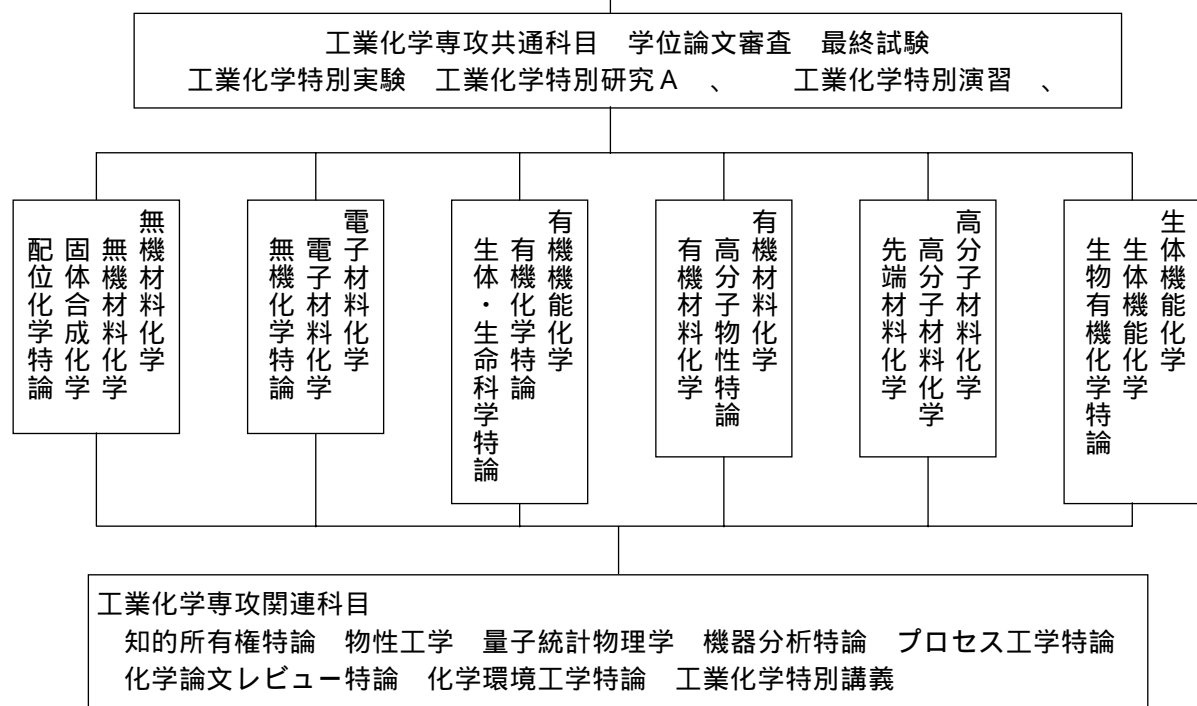 工業化学専攻共通科目　学位論文審査　最終試験
工業化学特別実験　工業化学特別研究A　、　　工業化学特別演習　、
無機材料化学
無機材料化学
固体合成化学
配位化学特論
電子材料化学
電子材料化学
無機化学特論
有機機能化学
有機化学特論
生体・生命科学特論
有機材料化学
高分子物性特論
有機材料化学
高分子材料化学
高分子材料化学
先端材料化学
生体機能化学
生体機能化学
生物有機化学特論
工業化学専攻関連科目
知的所有権特論　物性工学　量子統計物理学　機器分析特論　プロセス工学特論
化学論文レビュー特論　化学環境工学特論　工業化学特別講義